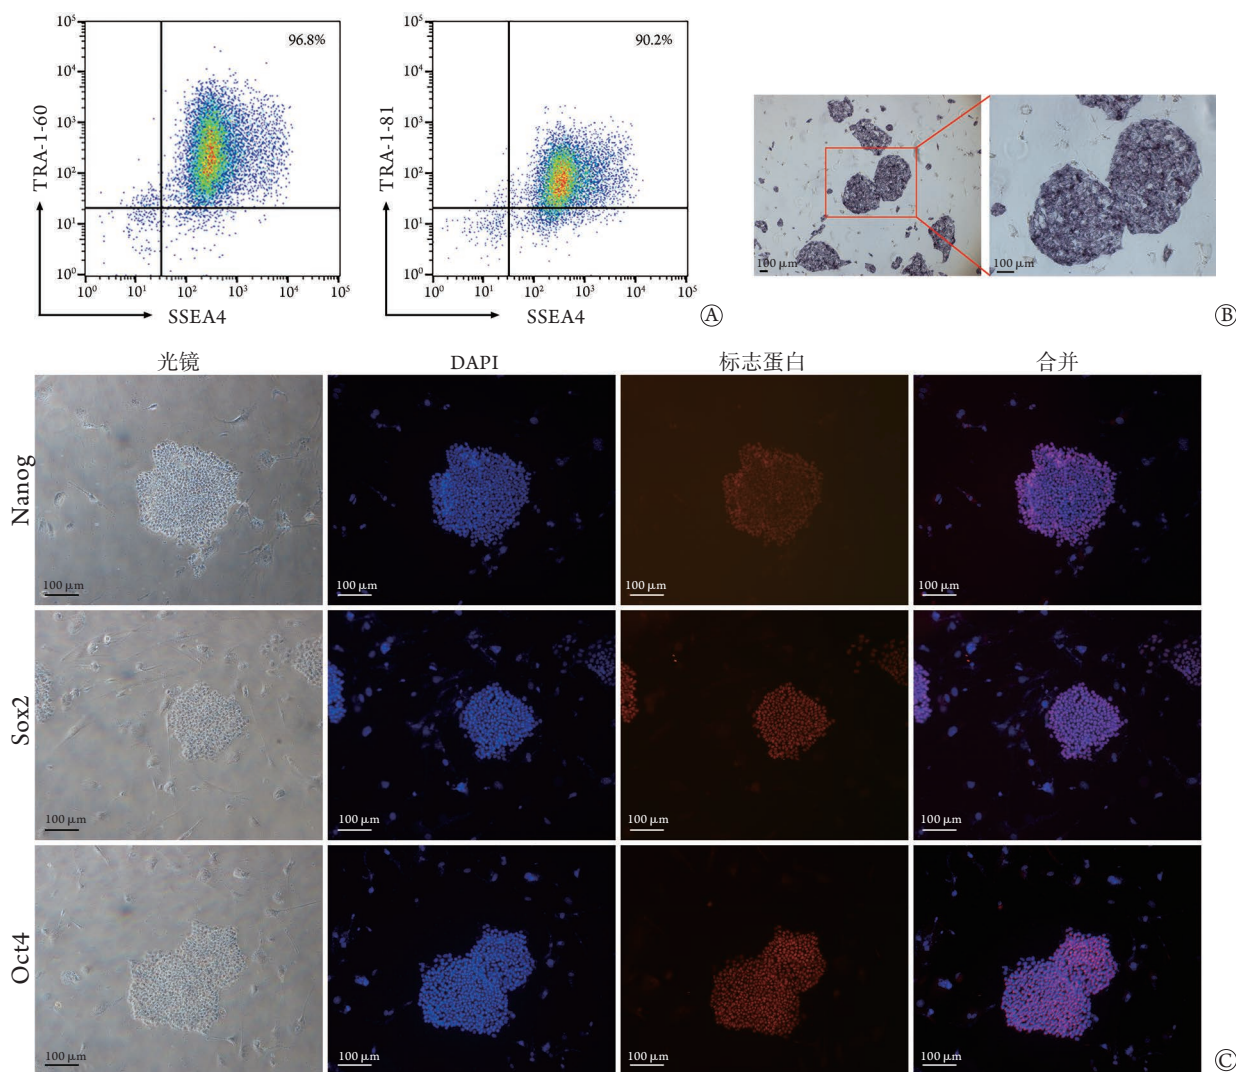 10⁵
10⁴
10³
10²
10¹
10⁰
TRA-1-60
96.8%
10⁰ 10¹ 10² 10³ 10⁴ 10⁵
SSEA4
10⁵
10⁴
10³
10²
10¹
10⁰
TRA-1-81
90.2%
10⁰ 10¹ 10² 10³ 10⁴ 10⁵
SSEA4
Ⓐ
100 μm
100 μm
Ⓑ
光镜 DAPI 标志蛋白 合并
Nanog
100 μm 100 μm 100 μm 100 μm
Sox2
100 μm 100 μm 100 μm 100 μm
Oct4
100 μm 100 μm 100 μm 100 μm
Ⓒ